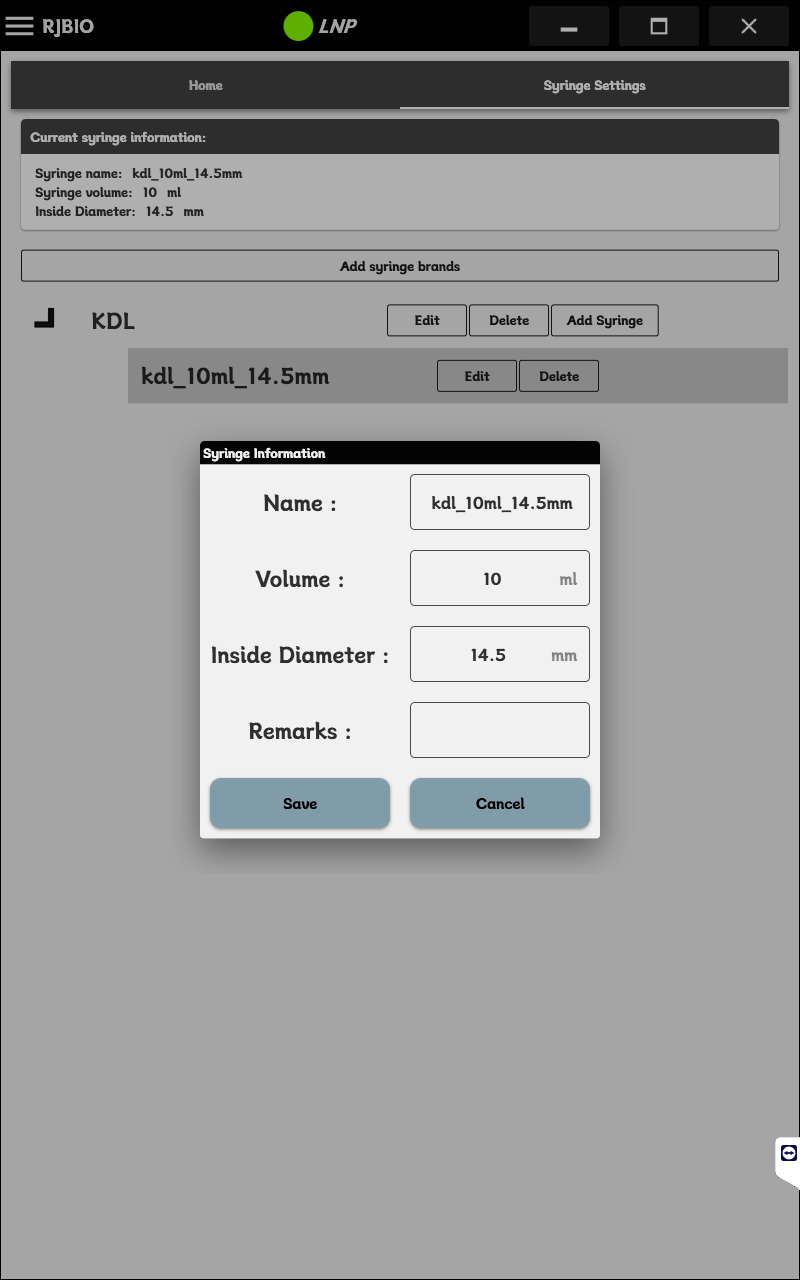 RJBIO
LNP
Home
Syringe Settings
Current syringe information:
Syringe name: kdl_10ml_14.5mm
Syringe volume: 10 ml
Inside Diameter: 14.5 mm
Add syringe brands
KDL
Edit
Delete
Add Syringe
kdl_10ml_14.5mm
Edit
Delete
Syringe Information
Name :
kdl_10ml_14.5mm
Volume :
10 ml
Inside Diameter :
14.5 mm
Remarks :
Save
Cancel